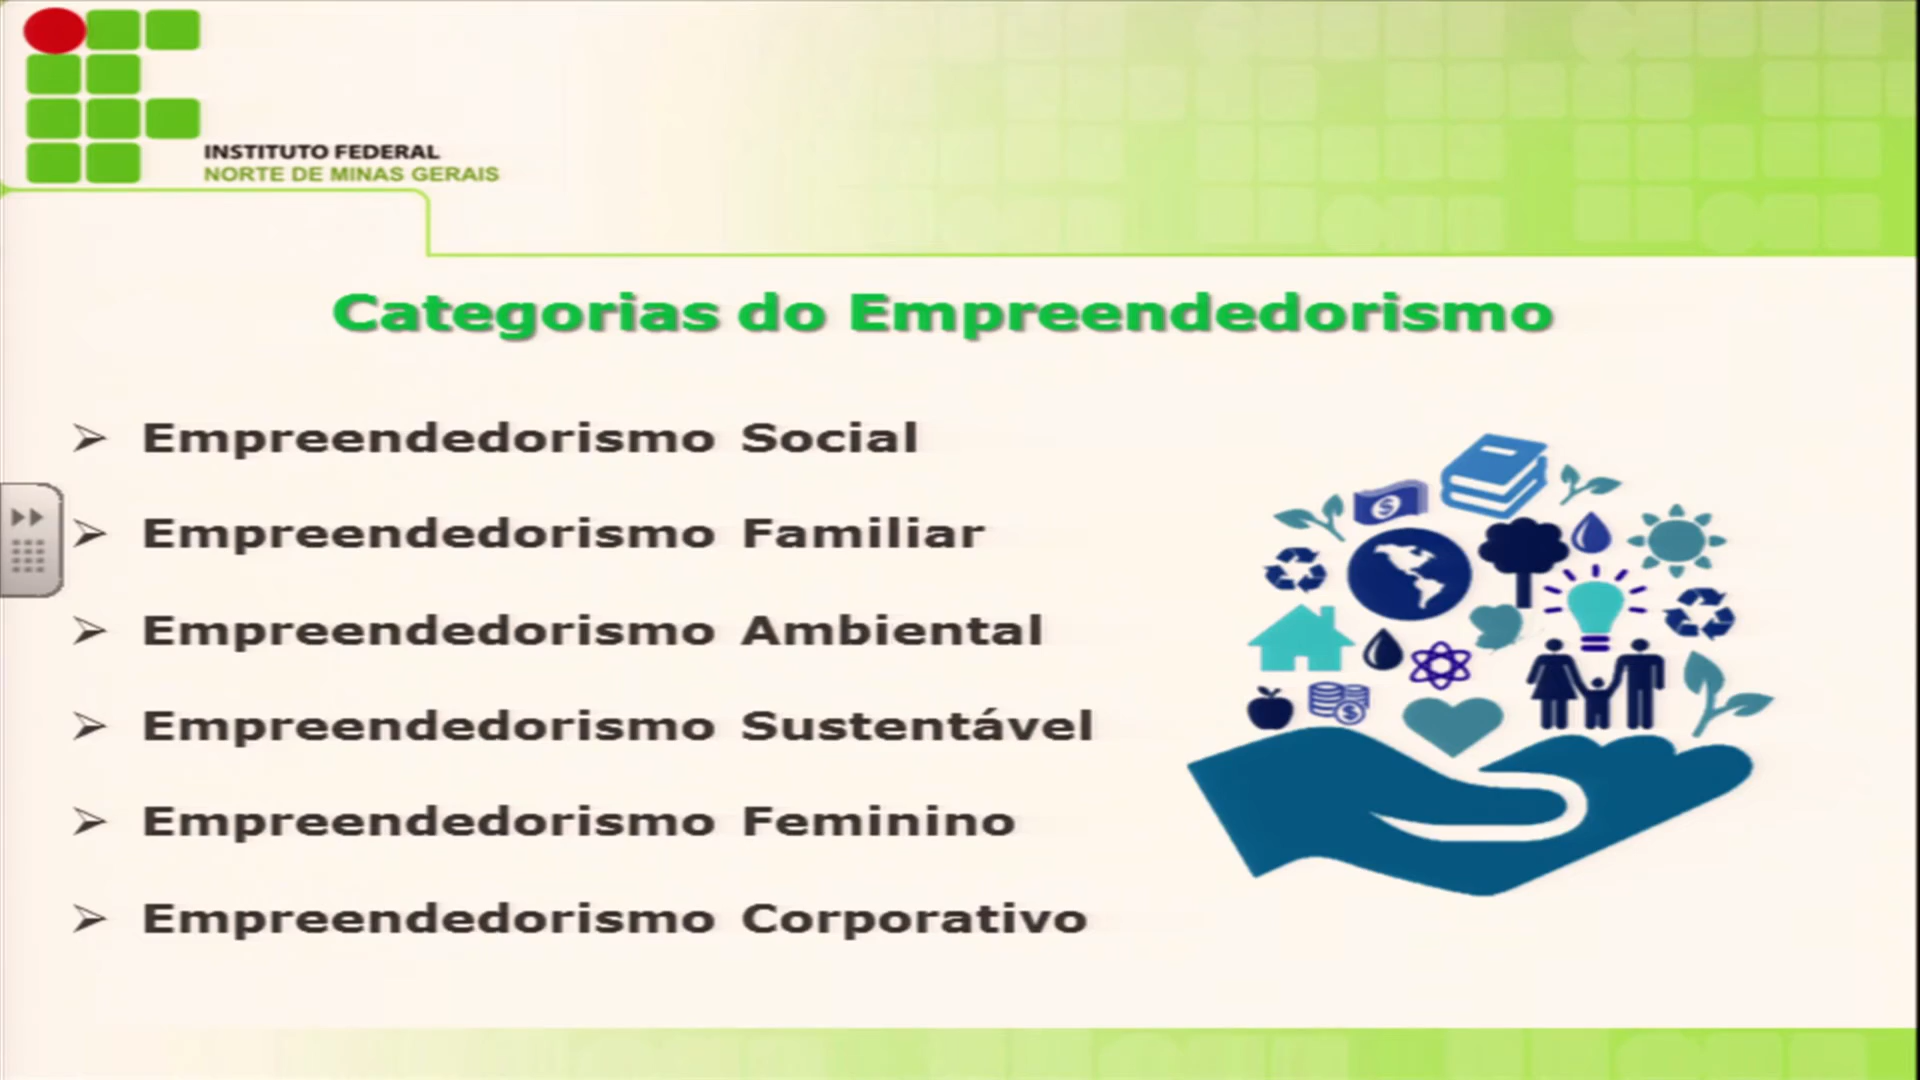 INSTITUTO FEDERAL
NORTE DE MINAS GERAIS
Categorias do Empreendedorismo
➢ Empreendedorismo Social
➢ Empreendedorismo Familiar
➢ Empreendedorismo Ambiental
➢ Empreendedorismo Sustentável
➢ Empreendedorismo Feminino
➢ Empreendedorismo Corporativo